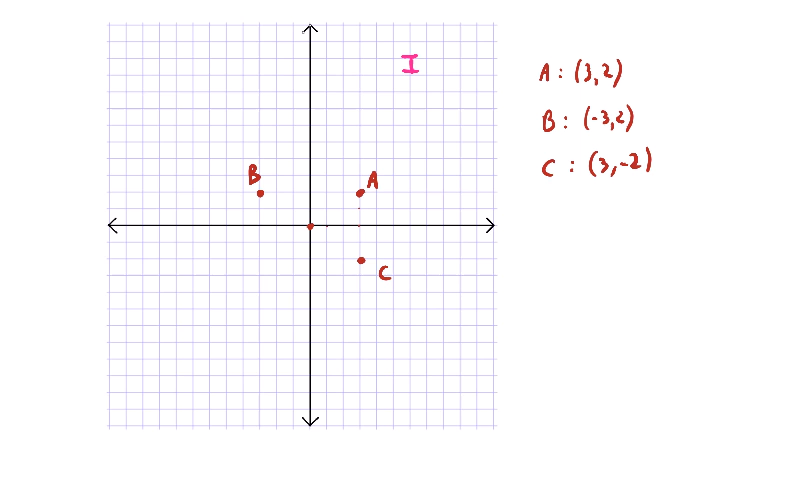 I
A : (3,2)
B : (-3,2)
C : (3,-2)
B
A
C